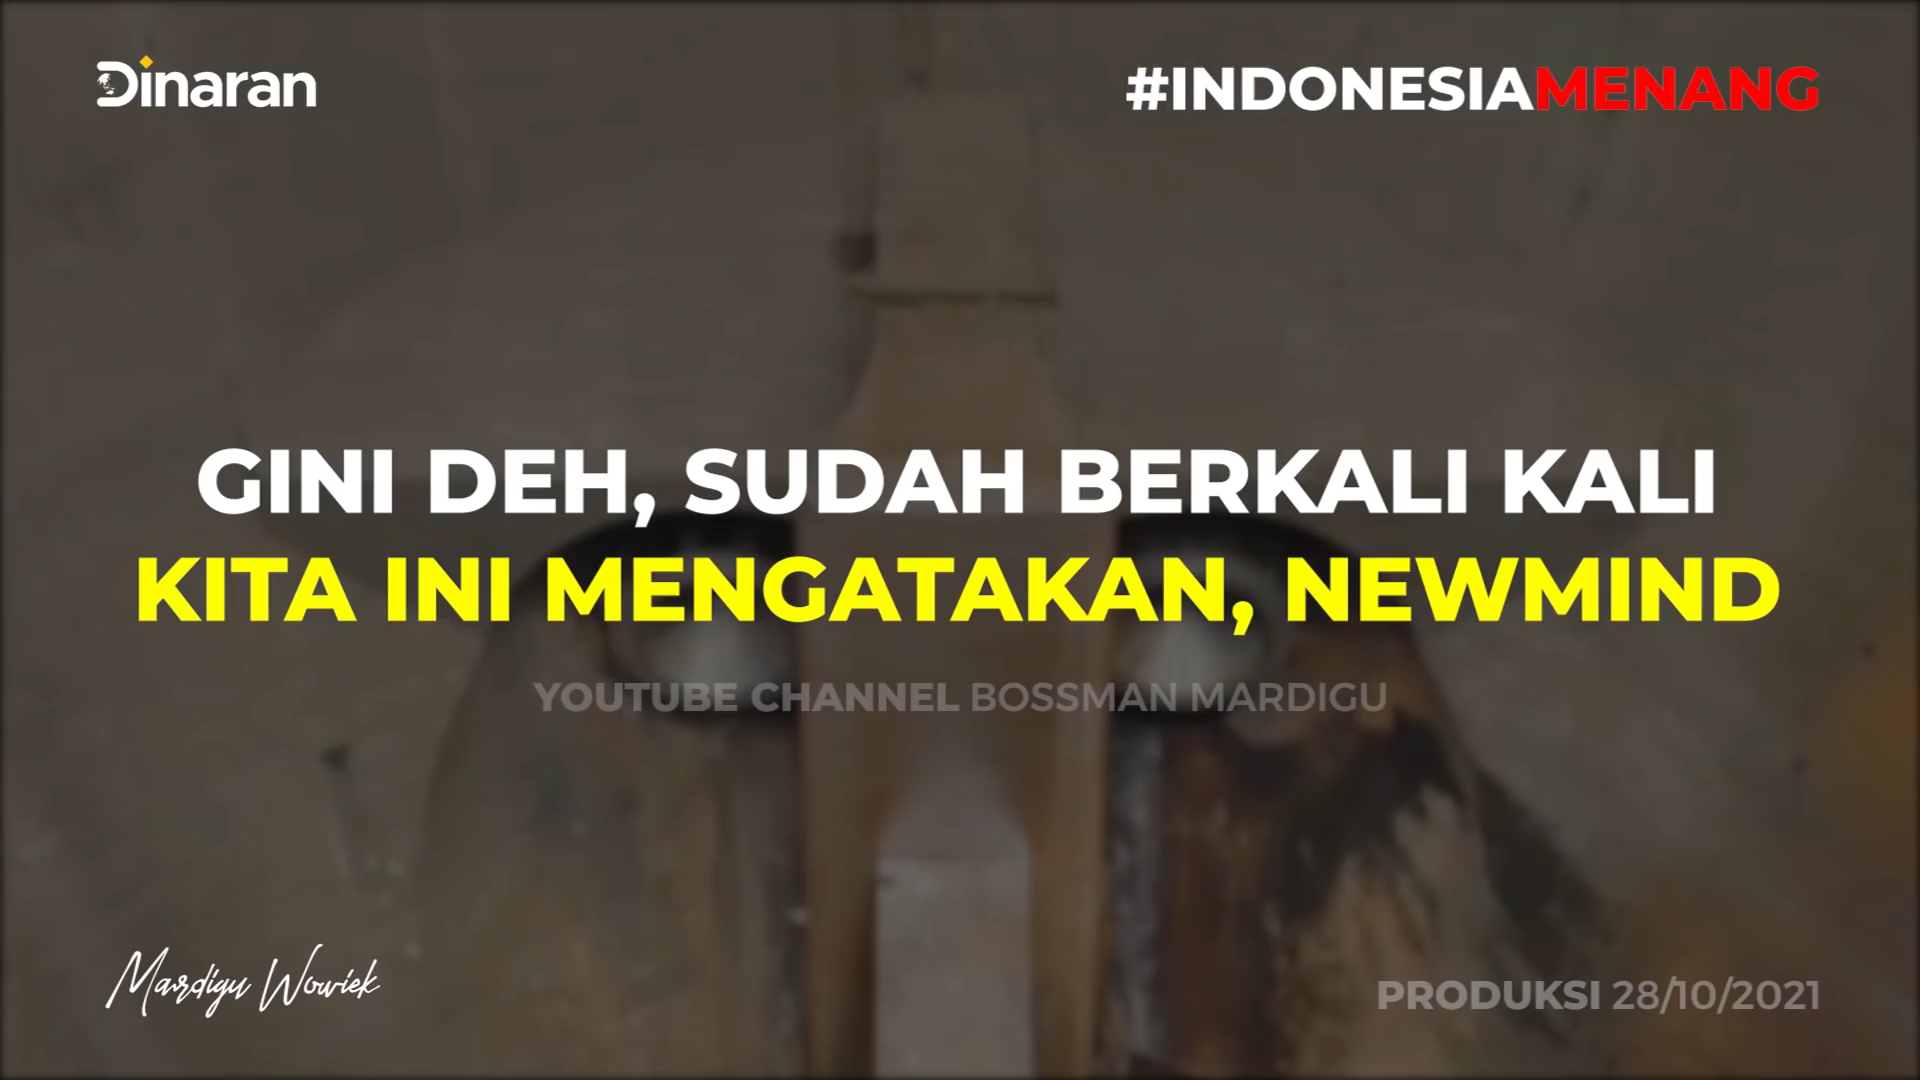 Dinaran
#INDONESIAMENANG
GINI DEH, SUDAH BERKALI KALI
KITA INI MENGATAKAN, NEWMIND
YOUTUBE CHANNEL BOSSMAN MARDIGU
Mardigu Wowiek
PRODUKSI 28/10/2021